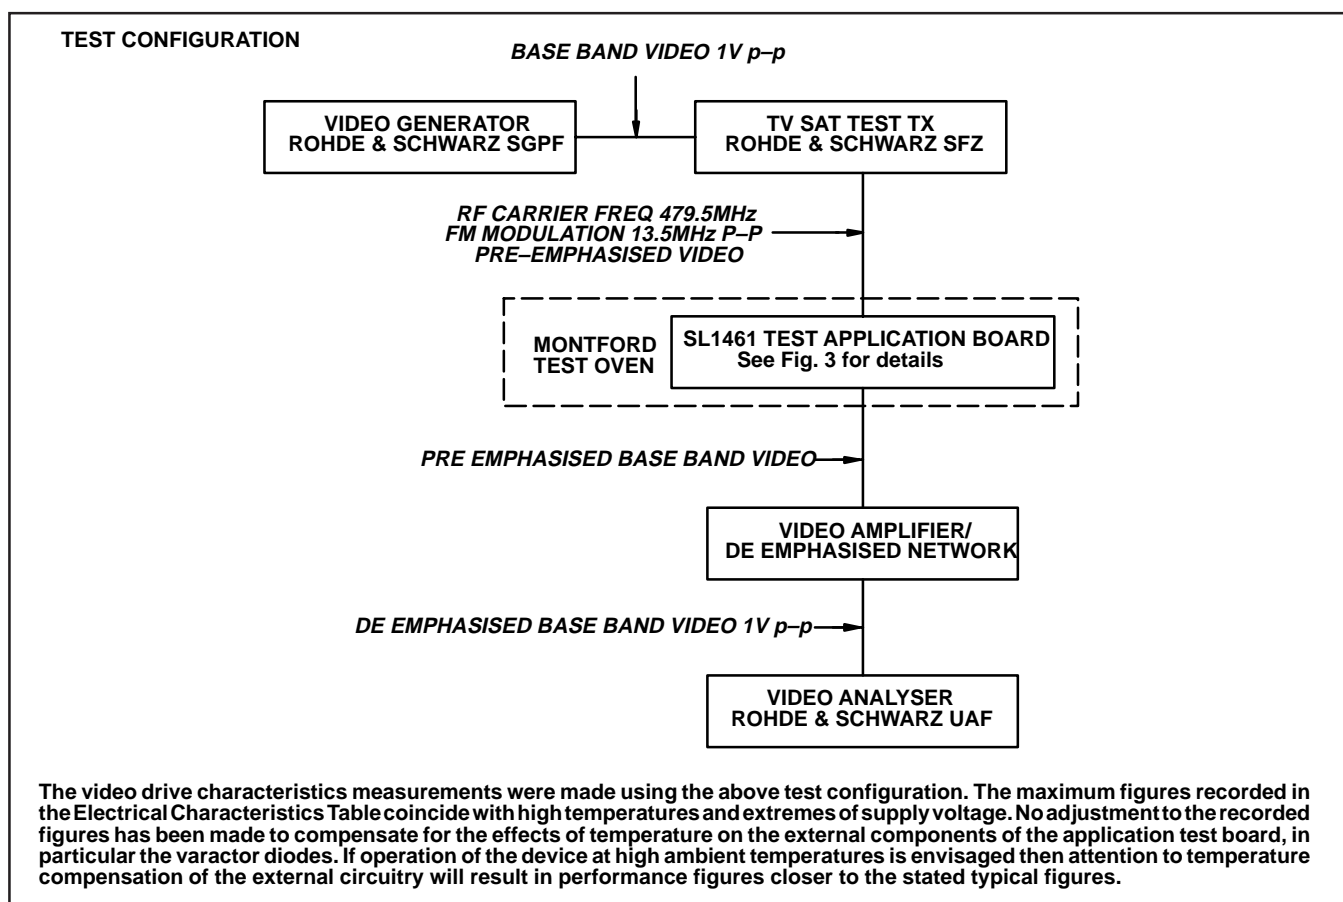 TEST CONFIGURATION
BASE BAND VIDEO 1V p–p
VIDEO GENERATOR
ROHDE & SCHWARZ SGPF
TV SAT TEST TX
ROHDE & SCHWARZ SFZ
RF CARRIER FREQ 479.5MHz
FM MODULATION 13.5MHz P–P
PRE–EMPHASISED VIDEO
MONTFORD
TEST OVEN
SL1461 TEST APPLICATION BOARD
See Fig. 3 for details
PRE EMPHASISED BASE BAND VIDEO
VIDEO AMPLIFIER/
DE EMPHASISED NETWORK
DE EMPHASISED BASE BAND VIDEO 1V p–p
VIDEO ANALYSER
ROHDE & SCHWARZ UAF
The video drive characteristics measurements were made using the above test configuration. The maximum figures recorded in
the Electrical Characteristics Table coincide with high temperatures and extremes of supply voltage. No adjustment to the recorded
figures has been made to compensate for the effects of temperature on the external components of the application test board, in
particular the varactor diodes. If operation of the device at high ambient temperatures is envisaged then attention to temperature
compensation of the external circuitry will result in performance figures closer to the stated typical figures.